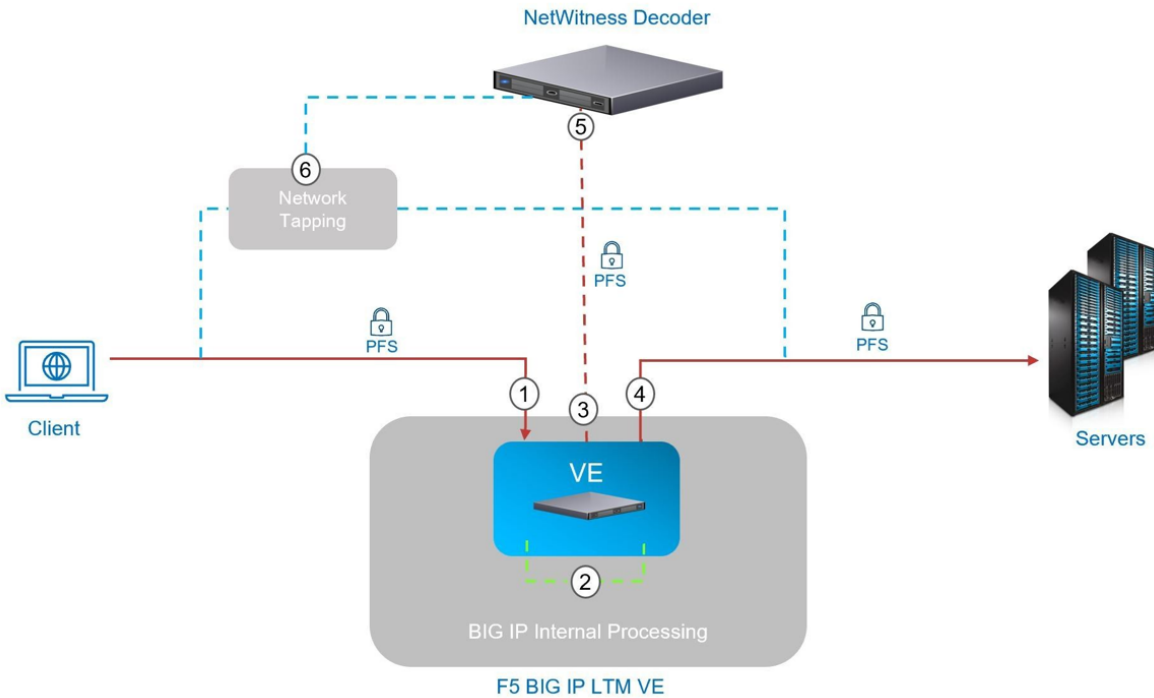 NetWitness Decoder
5
6
Network
Tapping
PFS
PFS
PFS
Client
1
3
4
Servers
VE
2
BIG IP Internal Processing
F5 BIG IP LTM VE